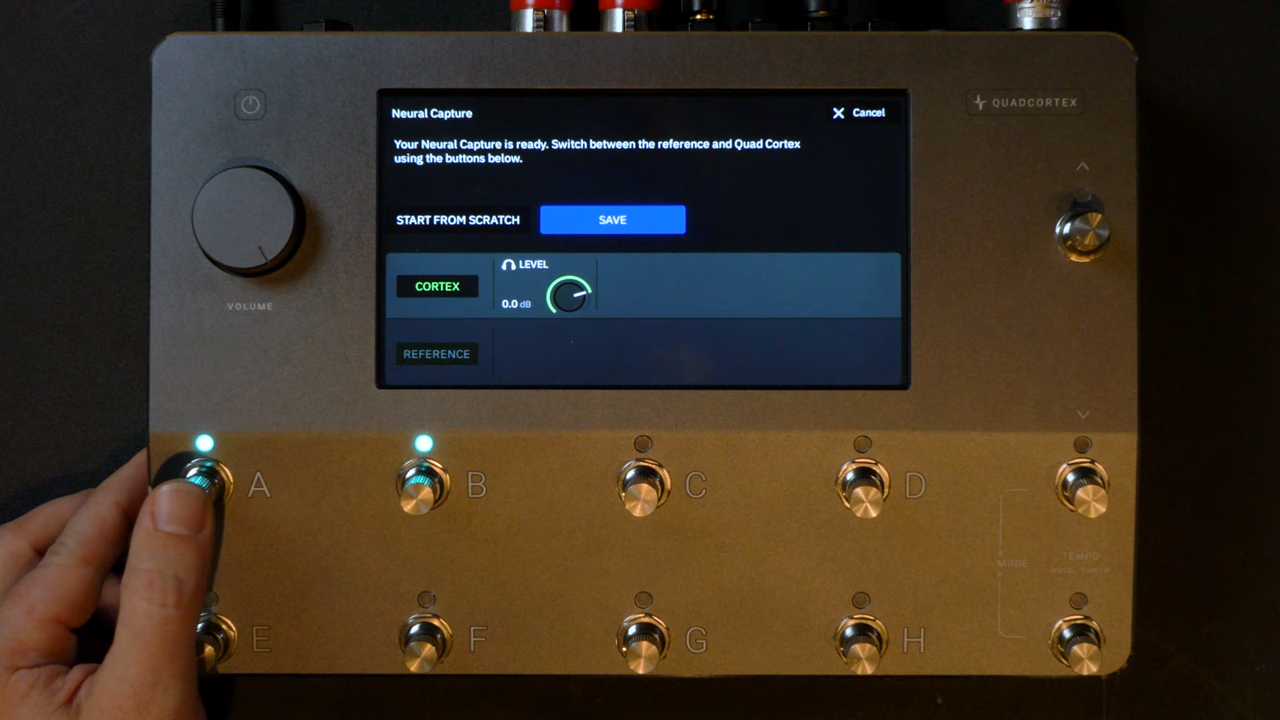 QUADCORTEX
Neural Capture
Cancel
Your Neural Capture is ready. Switch between the reference and Quad Cortex
using the buttons below.
START FROM SCRATCH
SAVE
LEVEL
CORTEX
0.0 dB
VOLUME
REFERENCE
A
B
C
D
TEMPO
MODE
E
F
G
H